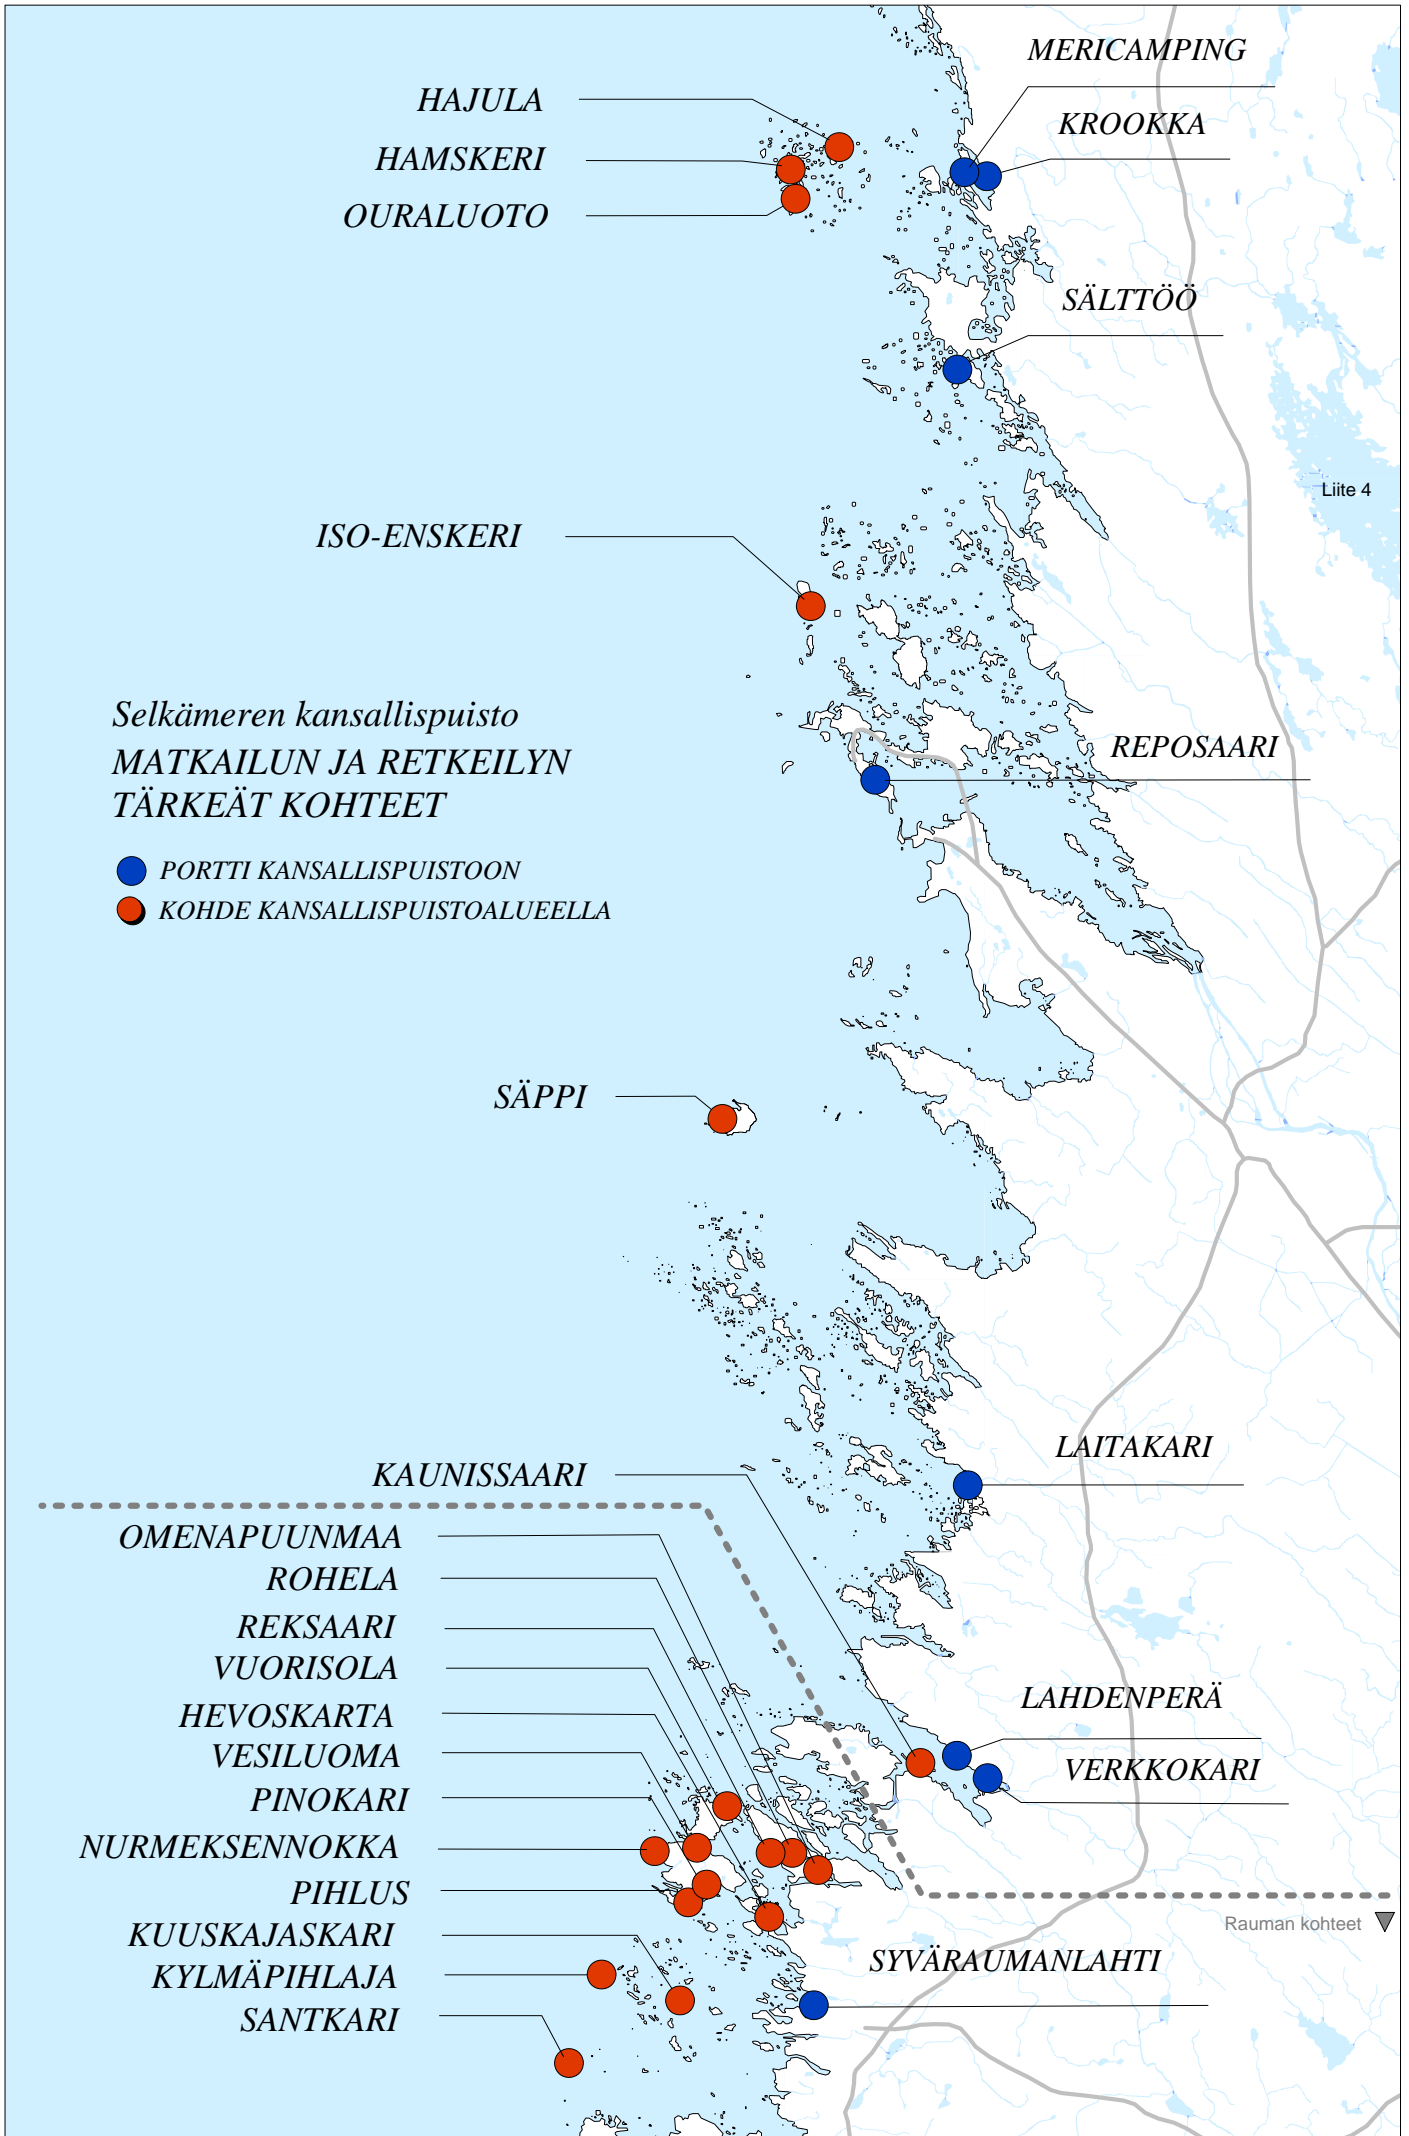 MERICAMPING
HAJULA
KROOKKA
HAMSKERI
OURALUOTO
SÄLTTÖÖ
Liite 4
ISO-ENSKERI
Selkämeren kansallispuisto
MATKAILUN JA RETKEILYN
TÄRKEÄT KOHTEET
REPOSAARI
PORTTI KANSALLISPUISTOON
KOHDE KANSALLISPUISTOALUEELLA
SÄPPI
LAITAKARI
KAUNISSAARI
OMENAPUUNMAA
ROHELA
REKSAARI
VUORISOLA
LAHDENPERÄ
HEVOSKARTA
VESILUOMA
VERKKOKARI
PINOKARI
NURMEKSENNOKKA
PIHLUS
Rauman kohteet
KUUSKAJASKARI
SYVÄRAUMANLAHTI
KYLMÄPIHLAJA
SANTKARI